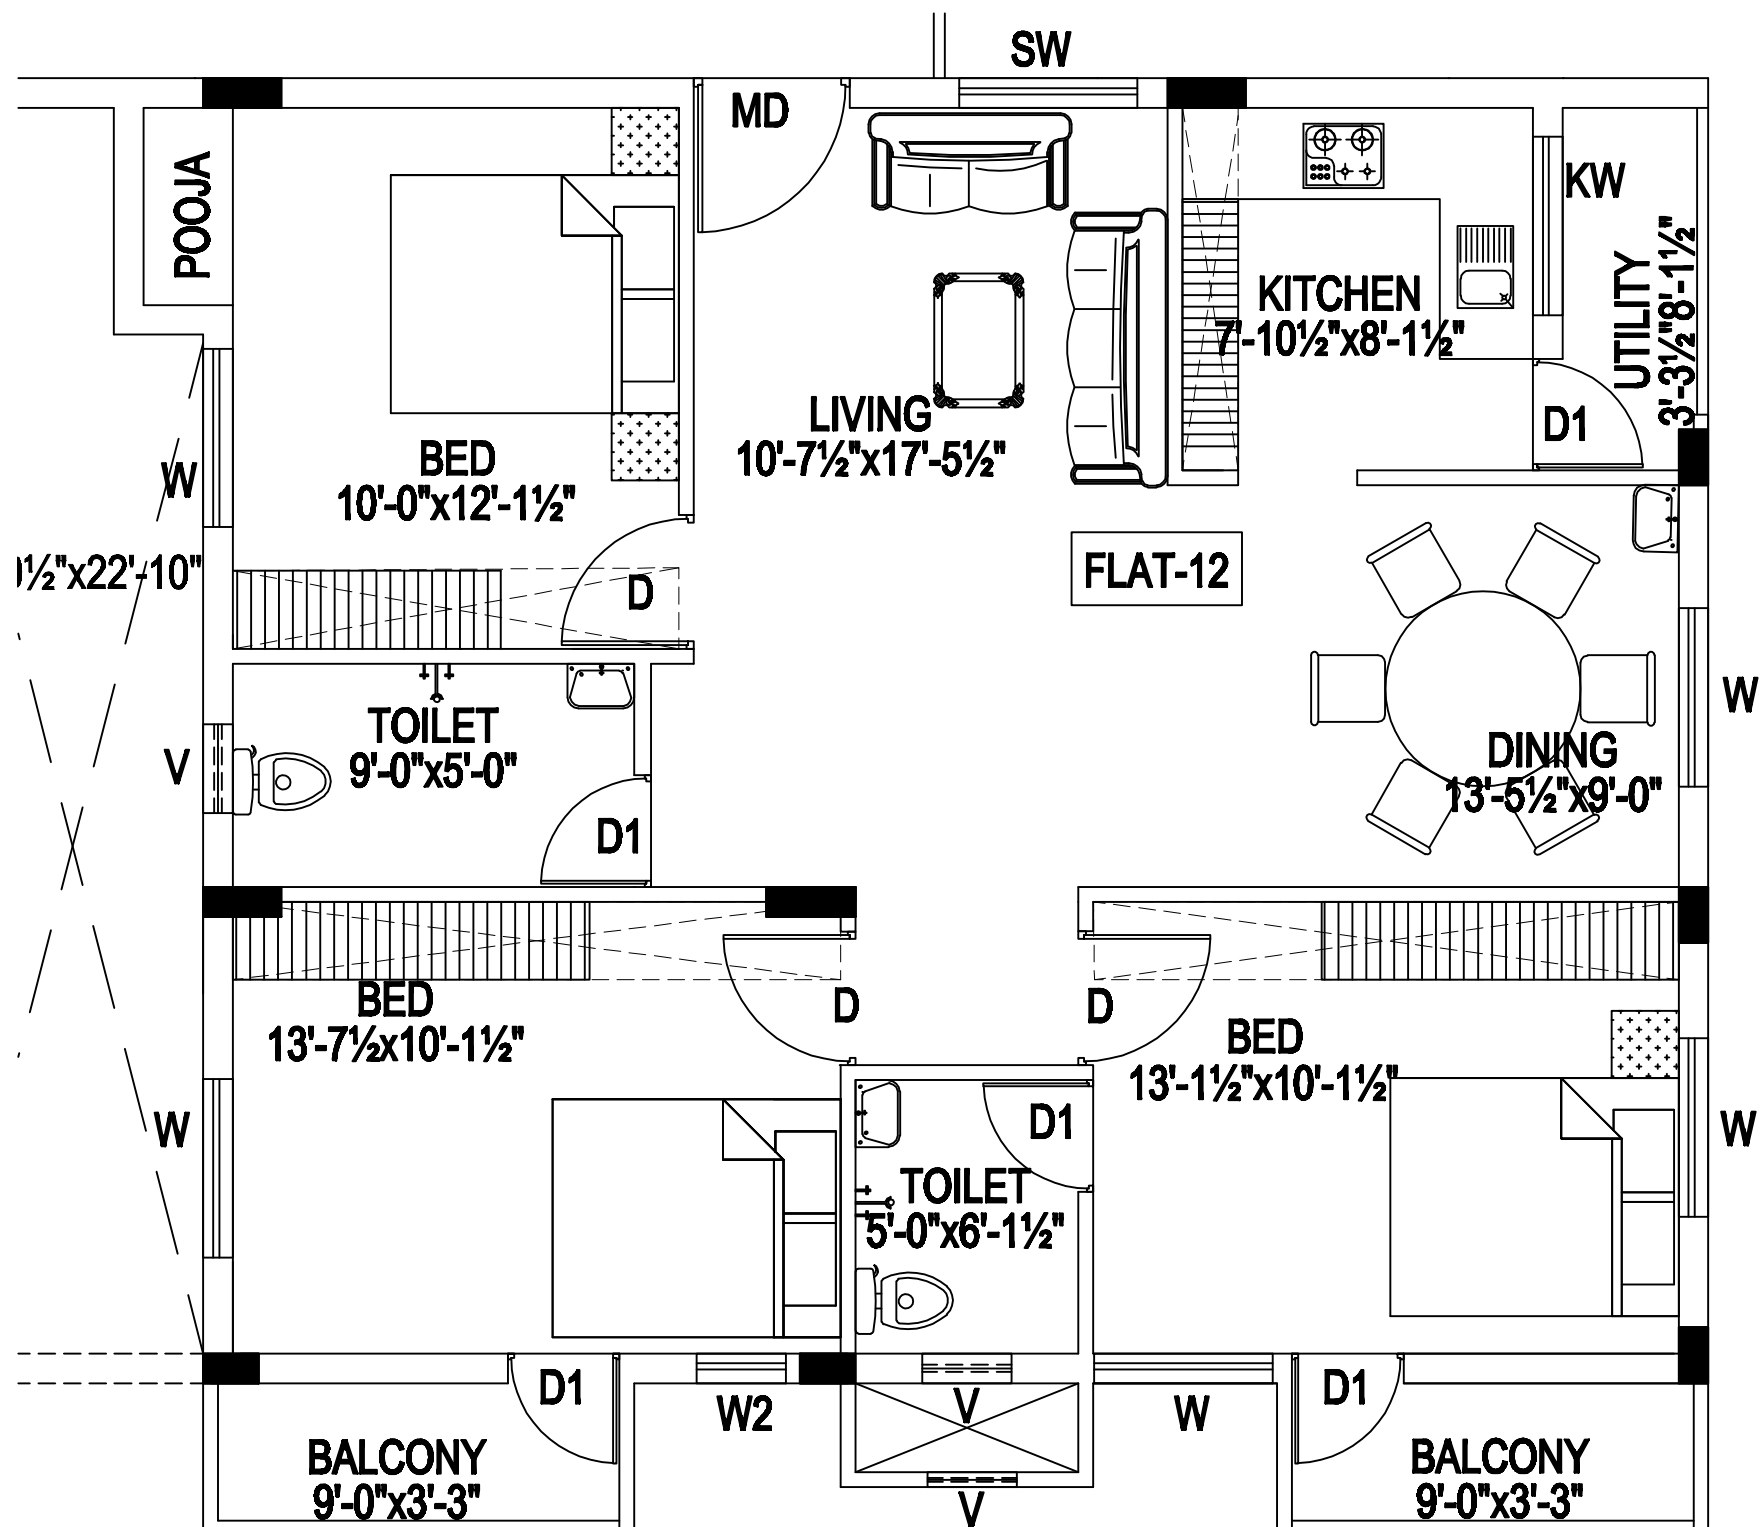 SW
MD
POOJA
KW
KITCHEN
7'-10½"x8'-1½"
UTILITY
3'-3½"8'-1½"
LIVING
10'-7½"x17'-5½"
D1
BED
10'-0"x12'-1½"
W
FLAT-12
½"x22'-10"
D
W
TOILET
9'-0"x5'-0"
V
DINING
13'-5½"x9'-0"
D1
BED
13'-7½x10'-1½"
D
D
BED
13'-1½"x10'-1½"
W
D1
W
TOILET
5'-0"x6'-1½"
D1
W2
V
W
D1
BALCONY
9'-0"x3'-3"
BALCONY
9'-0"x3'-3"
V